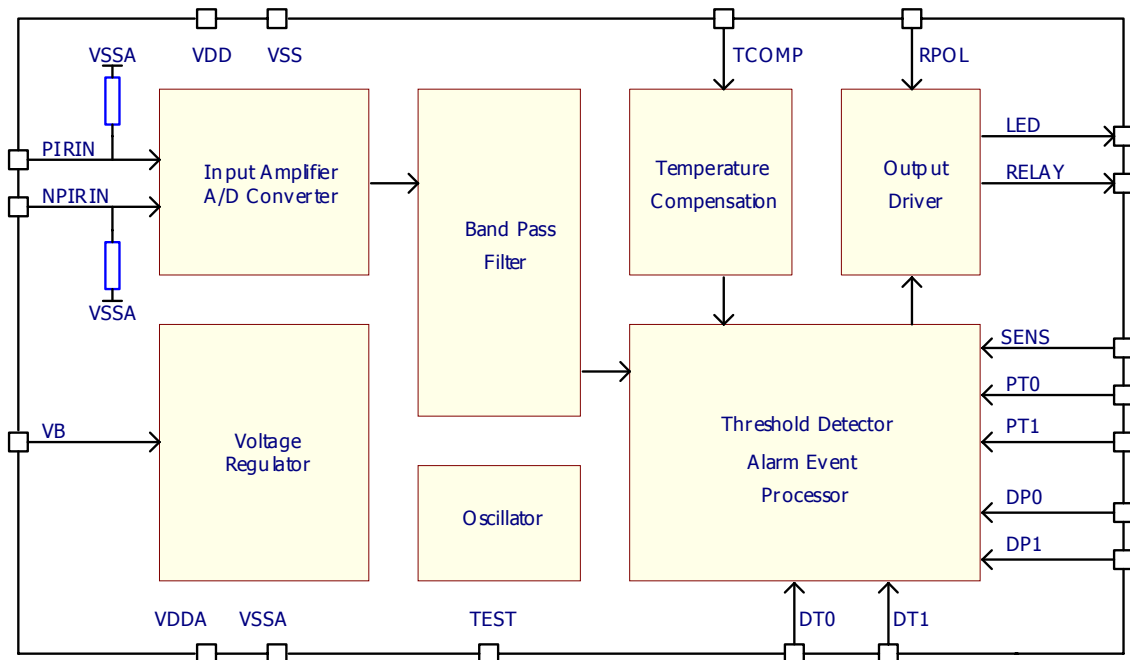 VSSA
VDD
VSS
TCOMP
RPOL
PIRIN
NPIRIN
VSSA
Input Amplifier
A/D Converter
Band Pass
Filter
Temperature
Compensation
Output
Driver
LED
RELAY
VB
Voltage
Regulator
Oscillator
Threshold Detector
Alarm Event
Processor
SENS
PT0
PT1
DP0
DP1
VDDA
VSSA
TEST
DT0
DT1